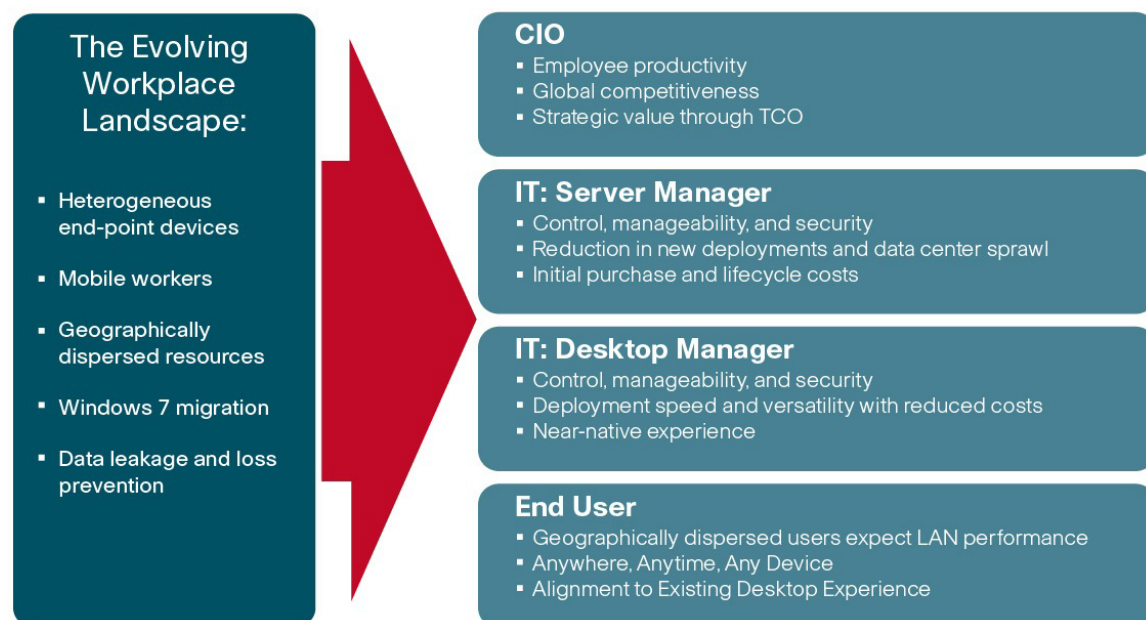 The Evolving
Workplace
Landscape:
▪ Heterogeneous
end-point devices
▪ Mobile workers
▪ Geographically
dispersed resources
▪ Windows 7 migration
▪ Data leakage and loss
prevention
CIO
▪ Employee productivity
▪ Global competitiveness
▪ Strategic value through TCO
IT: Server Manager
▪ Control, manageability, and security
▪ Reduction in new deployments and data center sprawl
▪ Initial purchase and lifecycle costs
IT: Desktop Manager
▪ Control, manageability, and security
▪ Deployment speed and versatility with reduced costs
▪ Near-native experience
End User
▪ Geographically dispersed users expect LAN performance
▪ Anywhere, Anytime, Any Device
▪ Alignment to Existing Desktop Experience